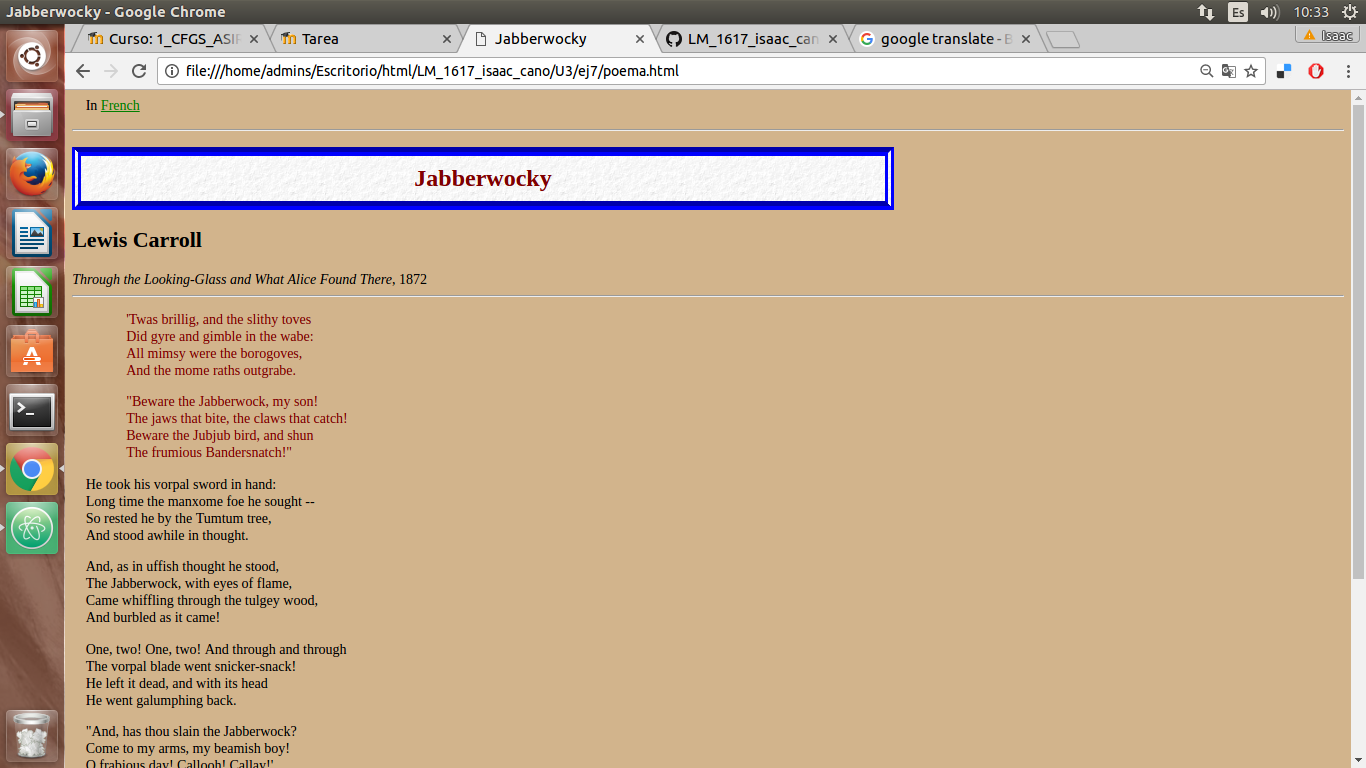 Jabberwocky - Google Chrome
Es
10:33
Curso: 1_CFGS_ASIR
Tarea
Jabberwocky
LM_1617_isaac_can
google translate - B
Isaac
file:///home/admins/Escritorio/html/LM_1617_isaac_cano/U3/ej7/poema.html
In French
Jabberwocky
Lewis Carroll
Through the Looking-Glass and What Alice Found There, 1872
'Twas brillig, and the slithy toves
Did gyre and gimble in the wabe:
All mimsy were the borogoves,
And the mome raths outgrabe.
"Beware the Jabberwock, my son!
The jaws that bite, the claws that catch!
Beware the Jubjub bird, and shun
The frumious Bandersnatch!"
He took his vorpal sword in hand:
Long time the manxome foe he sought --
So rested he by the Tumtum tree,
And stood awhile in thought.
And, as in uffish thought he stood,
The Jabberwock, with eyes of flame,
Came whiffling through the tulgey wood,
And burbled as it came!
One, two! One, two! And through and through
The vorpal blade went snicker-snack!
He left it dead, and with its head
He went galumphing back.
"And, has thou slain the Jabberwock?
Come to my arms, my beamish boy!
O frabjous day! Callooh! Callay!'